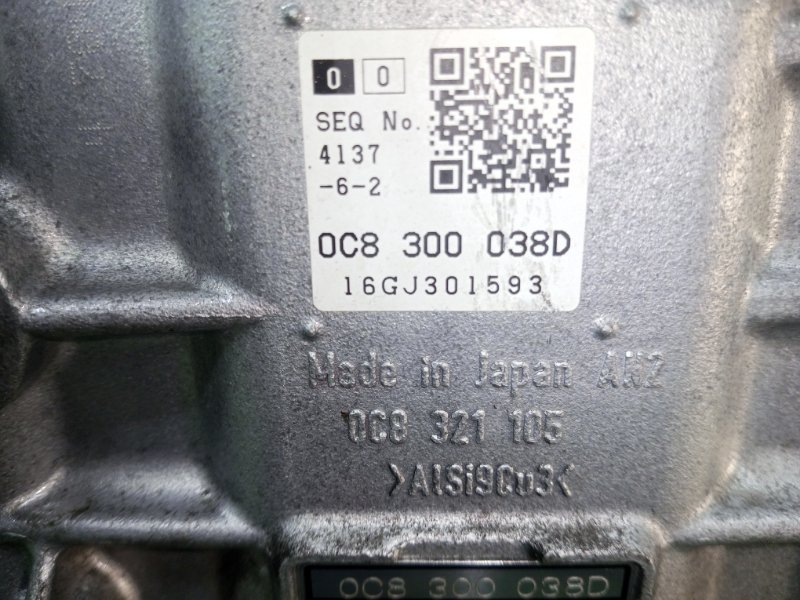 0 0
SEQ No.
4137
-6-2
0C8 300 038D
16GJ301593
Made in Japan AW2
0C8 321 105
>AlSi9Cu3<
0C8 300 038D